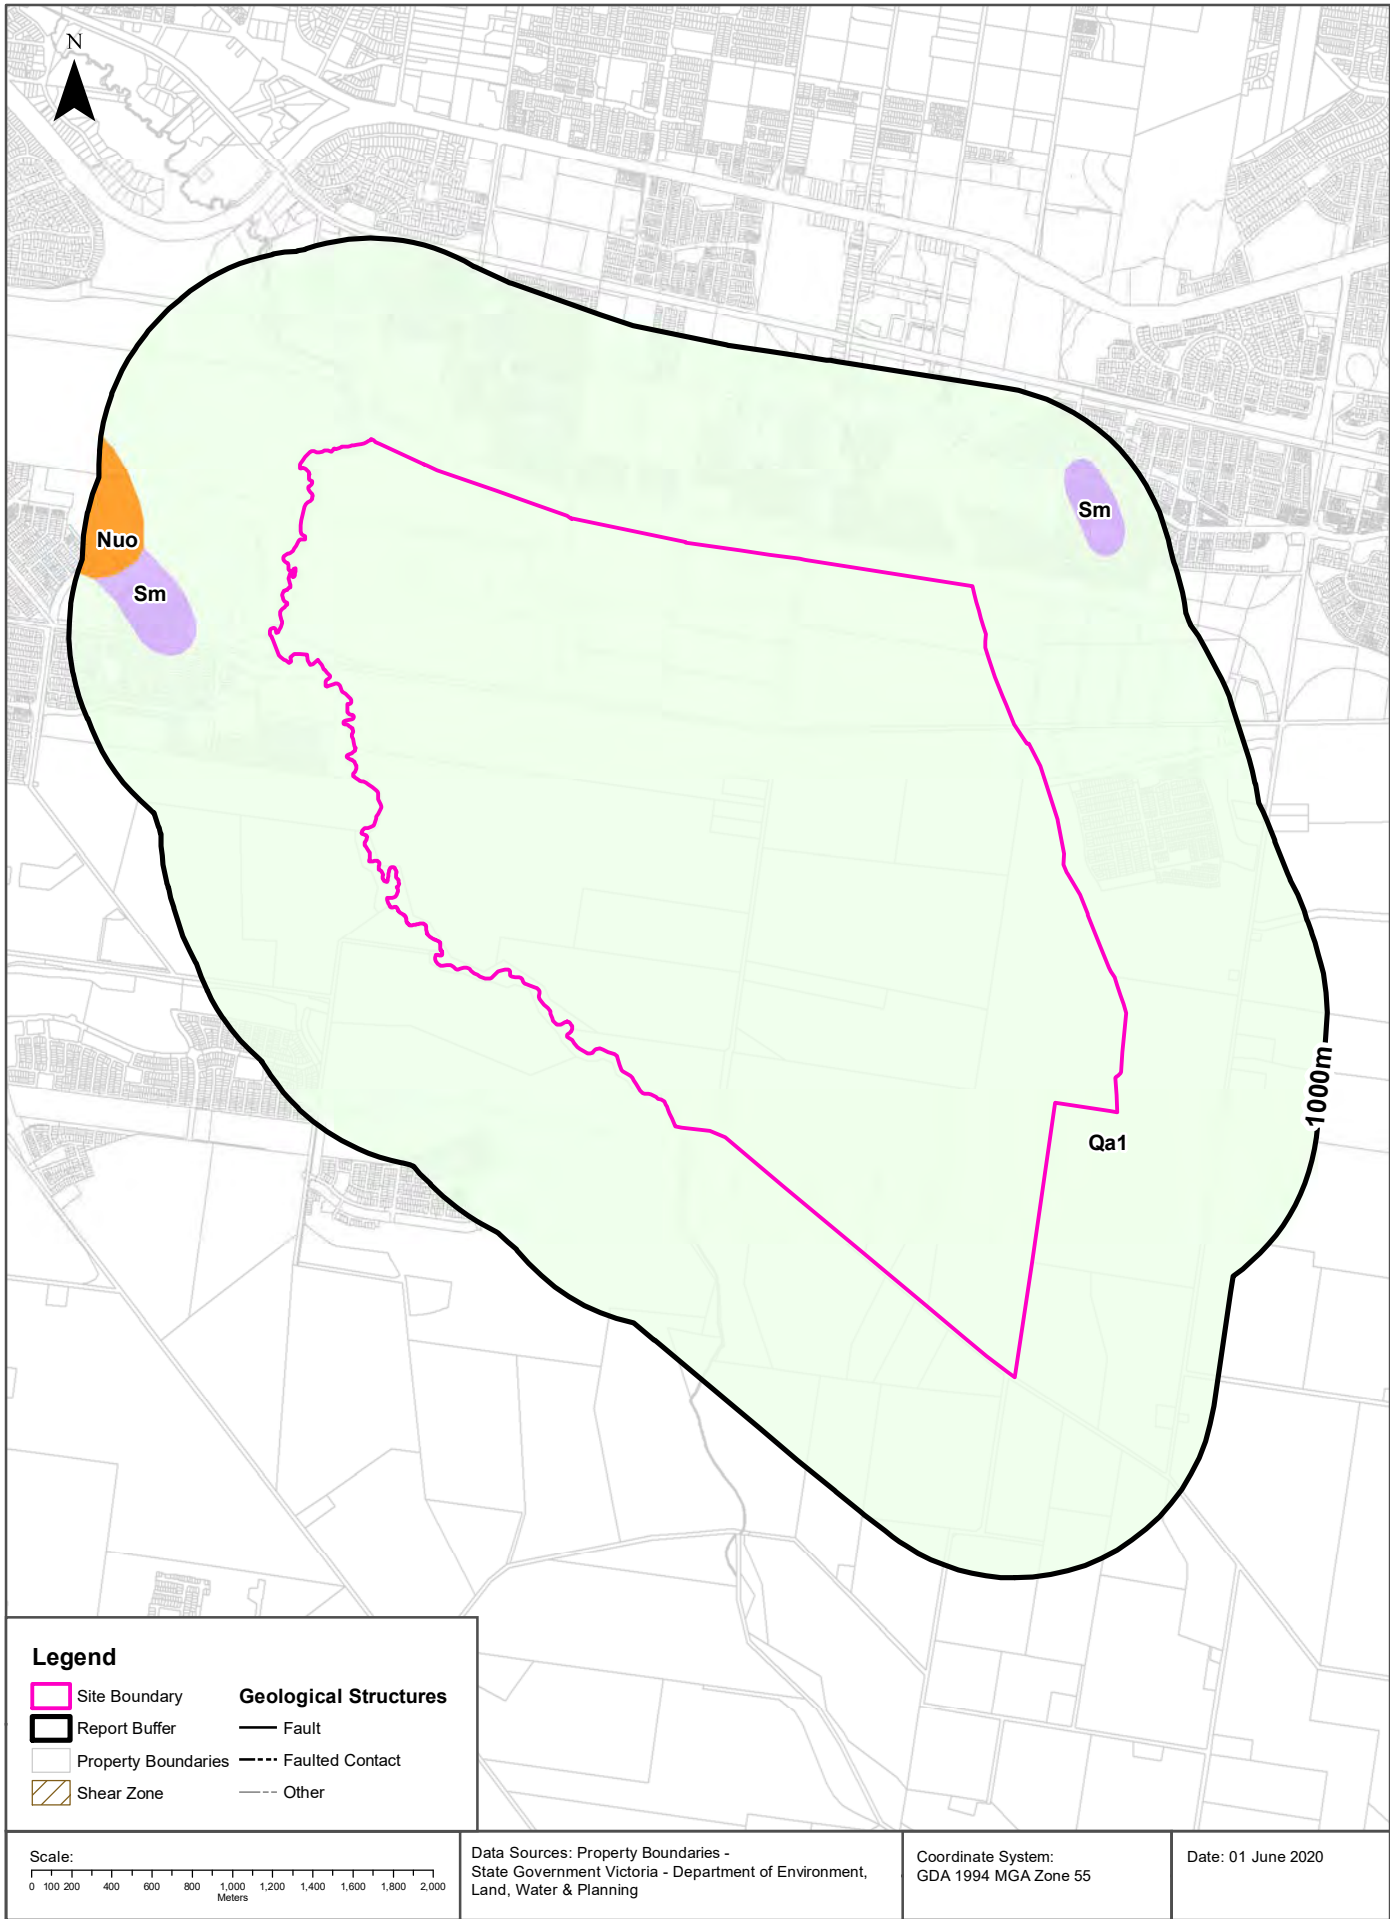 N
Nuo
Sm
Sm
1000m
Qa1
Legend
Site Boundary
Report Buffer
Property Boundaries
Shear Zone
Geological Structures
Fault
Faulted Contact
Other
Scale:
0 100 200 400 600 800 1,000 1,200 1,400 1,600 1,800 2,000
Meters
Data Sources: Property Boundaries -
State Government Victoria - Department of Environment,
Land, Water & Planning
Coordinate System:
GDA 1994 MGA Zone 55
Date: 01 June 2020